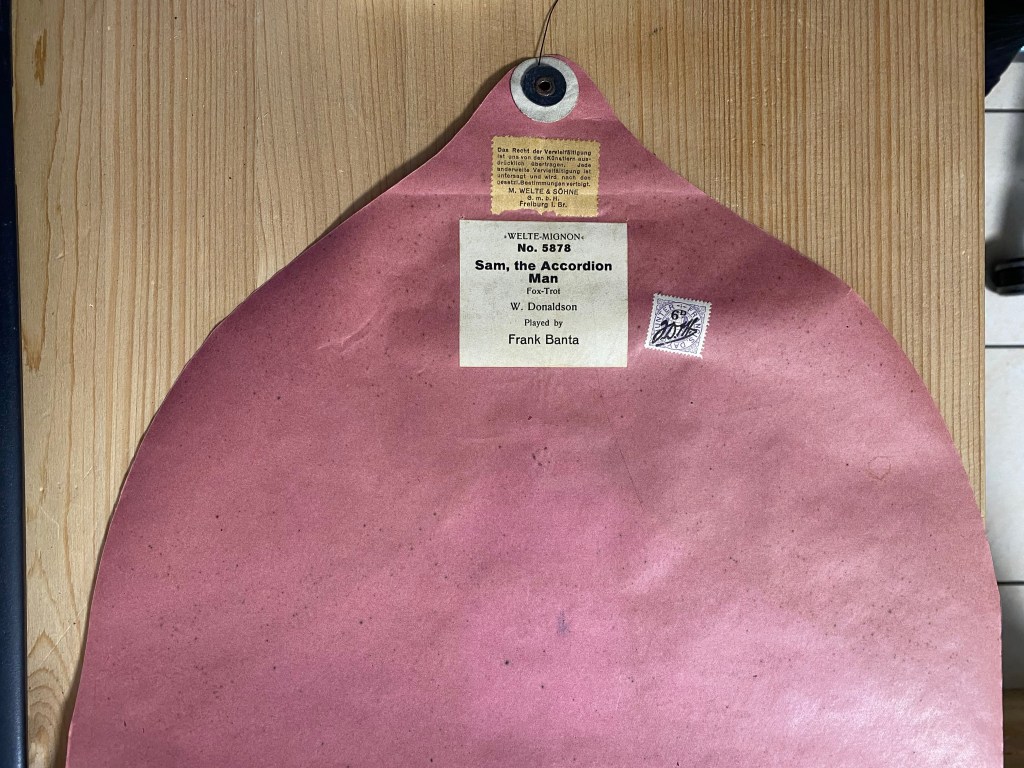 Das Recht der Vervielfältigung
ist uns von den Künstlern aus-
drücklich übertragen. Jede
anderweite Vervielfältigung ist
untersagt und wird nach den
gesetzl. Bestimmungen verfolgt.
M. WELTE & SÖHNE
G. m. b. H.
Freiburg i. Br.
»WELTE-MIGNON«
No. 5878
Sam, the Accordion
Man
Fox-Trot
W. Donaldson
Played by
Frank Banta
6D